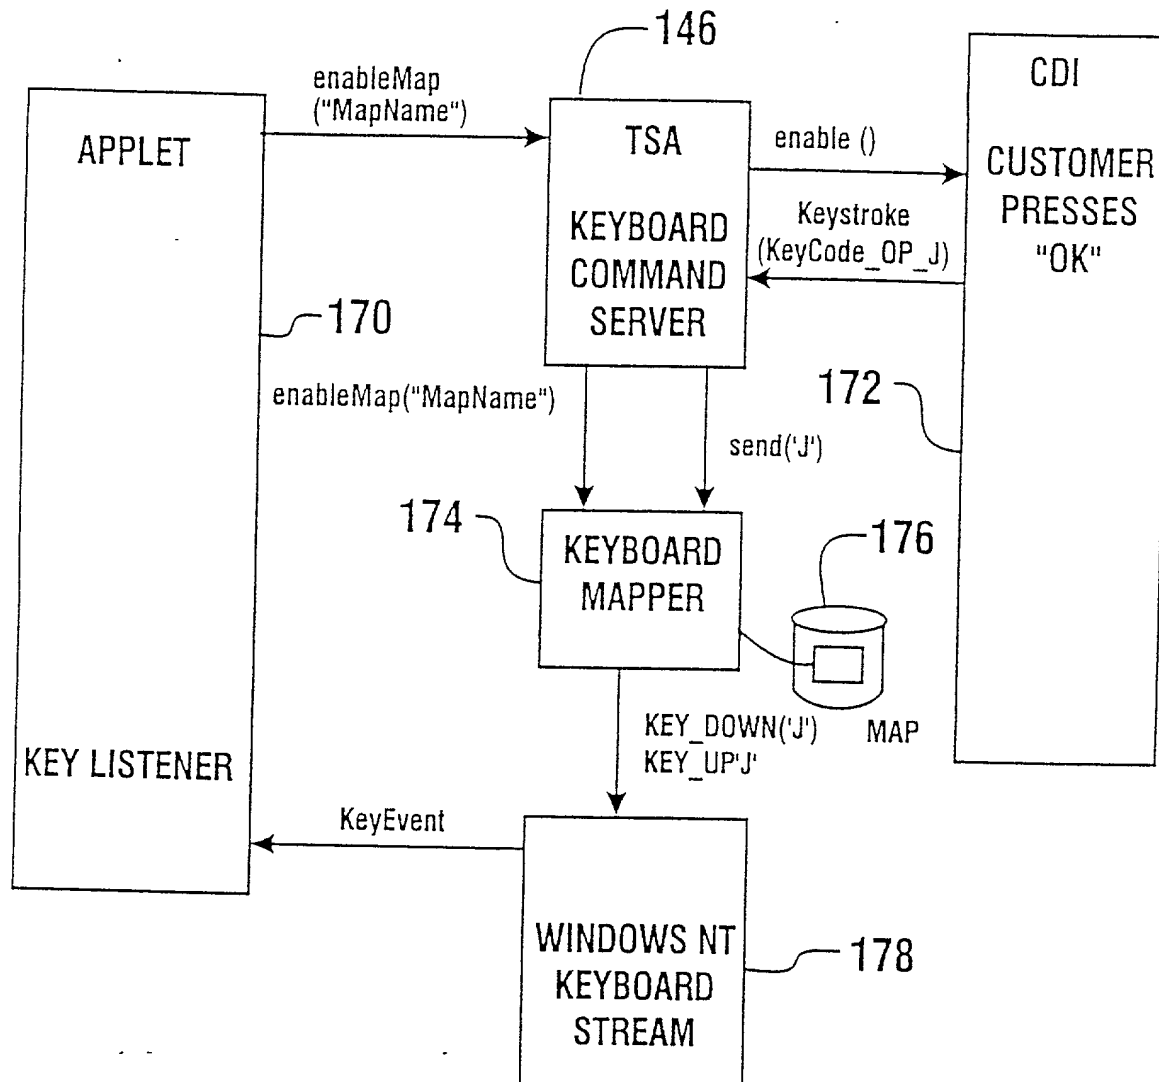 146
enableMap
("MapName")
APPLET
TSA
KEYBOARD
COMMAND
SERVER
enable ()
Keystroke
(KeyCode_OP_J)
CDI
CUSTOMER
PRESSES
"OK"
170
enableMap("MapName")
send('J')
172
174
KEYBOARD
MAPPER
176
MAP
KEY_DOWN('J')
KEY_UP'J'
KEY LISTENER
KeyEvent
WINDOWS NT
KEYBOARD
STREAM
178